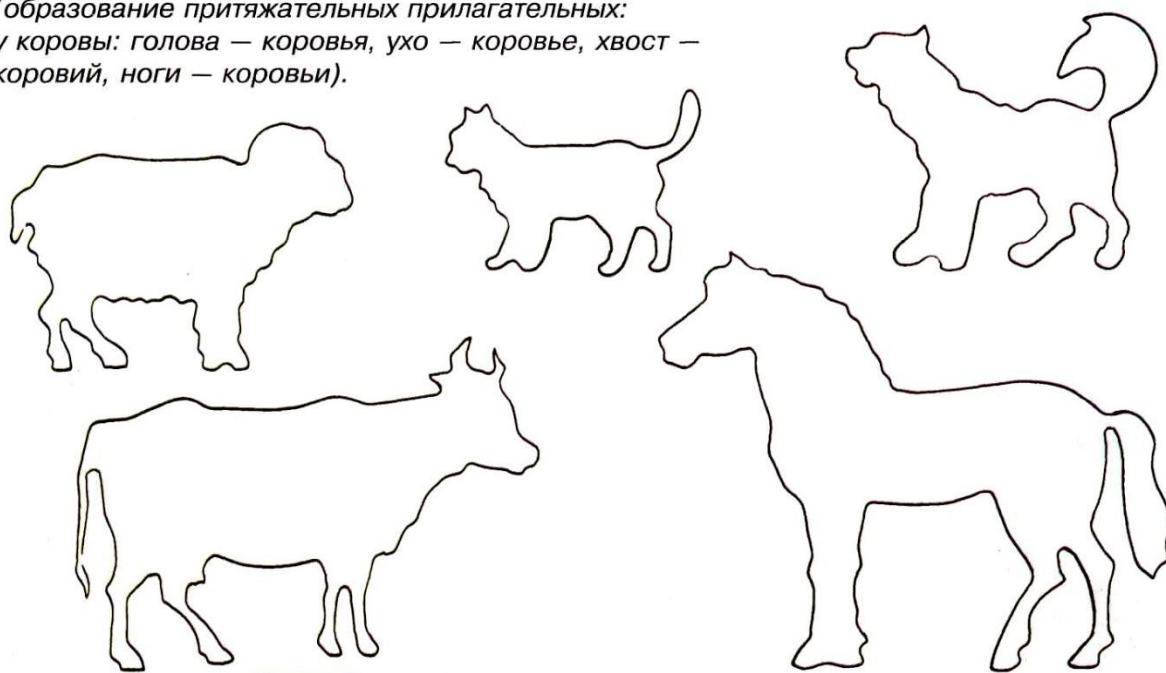 образование притяжательных прилагательных:
у коровы: голова — коровья, ухо — коровье, хвост —
коровий, ноги — коровьи).